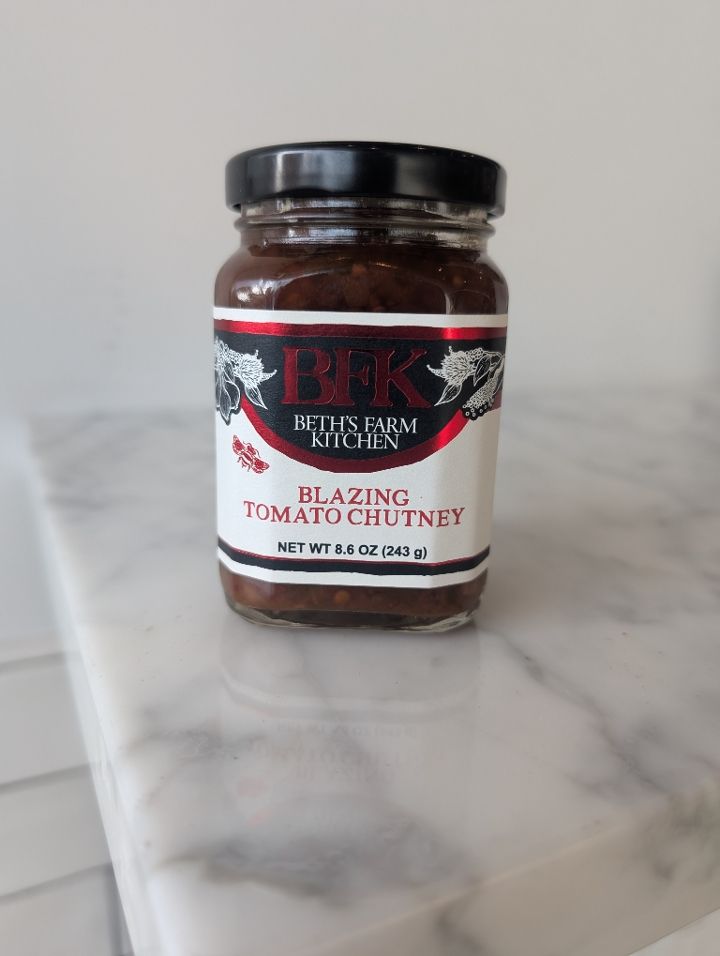 BFK
BETH'S FARM
KITCHEN
BLAZING
TOMATO CHUTNEY
NET WT 8.6 OZ (243 g)